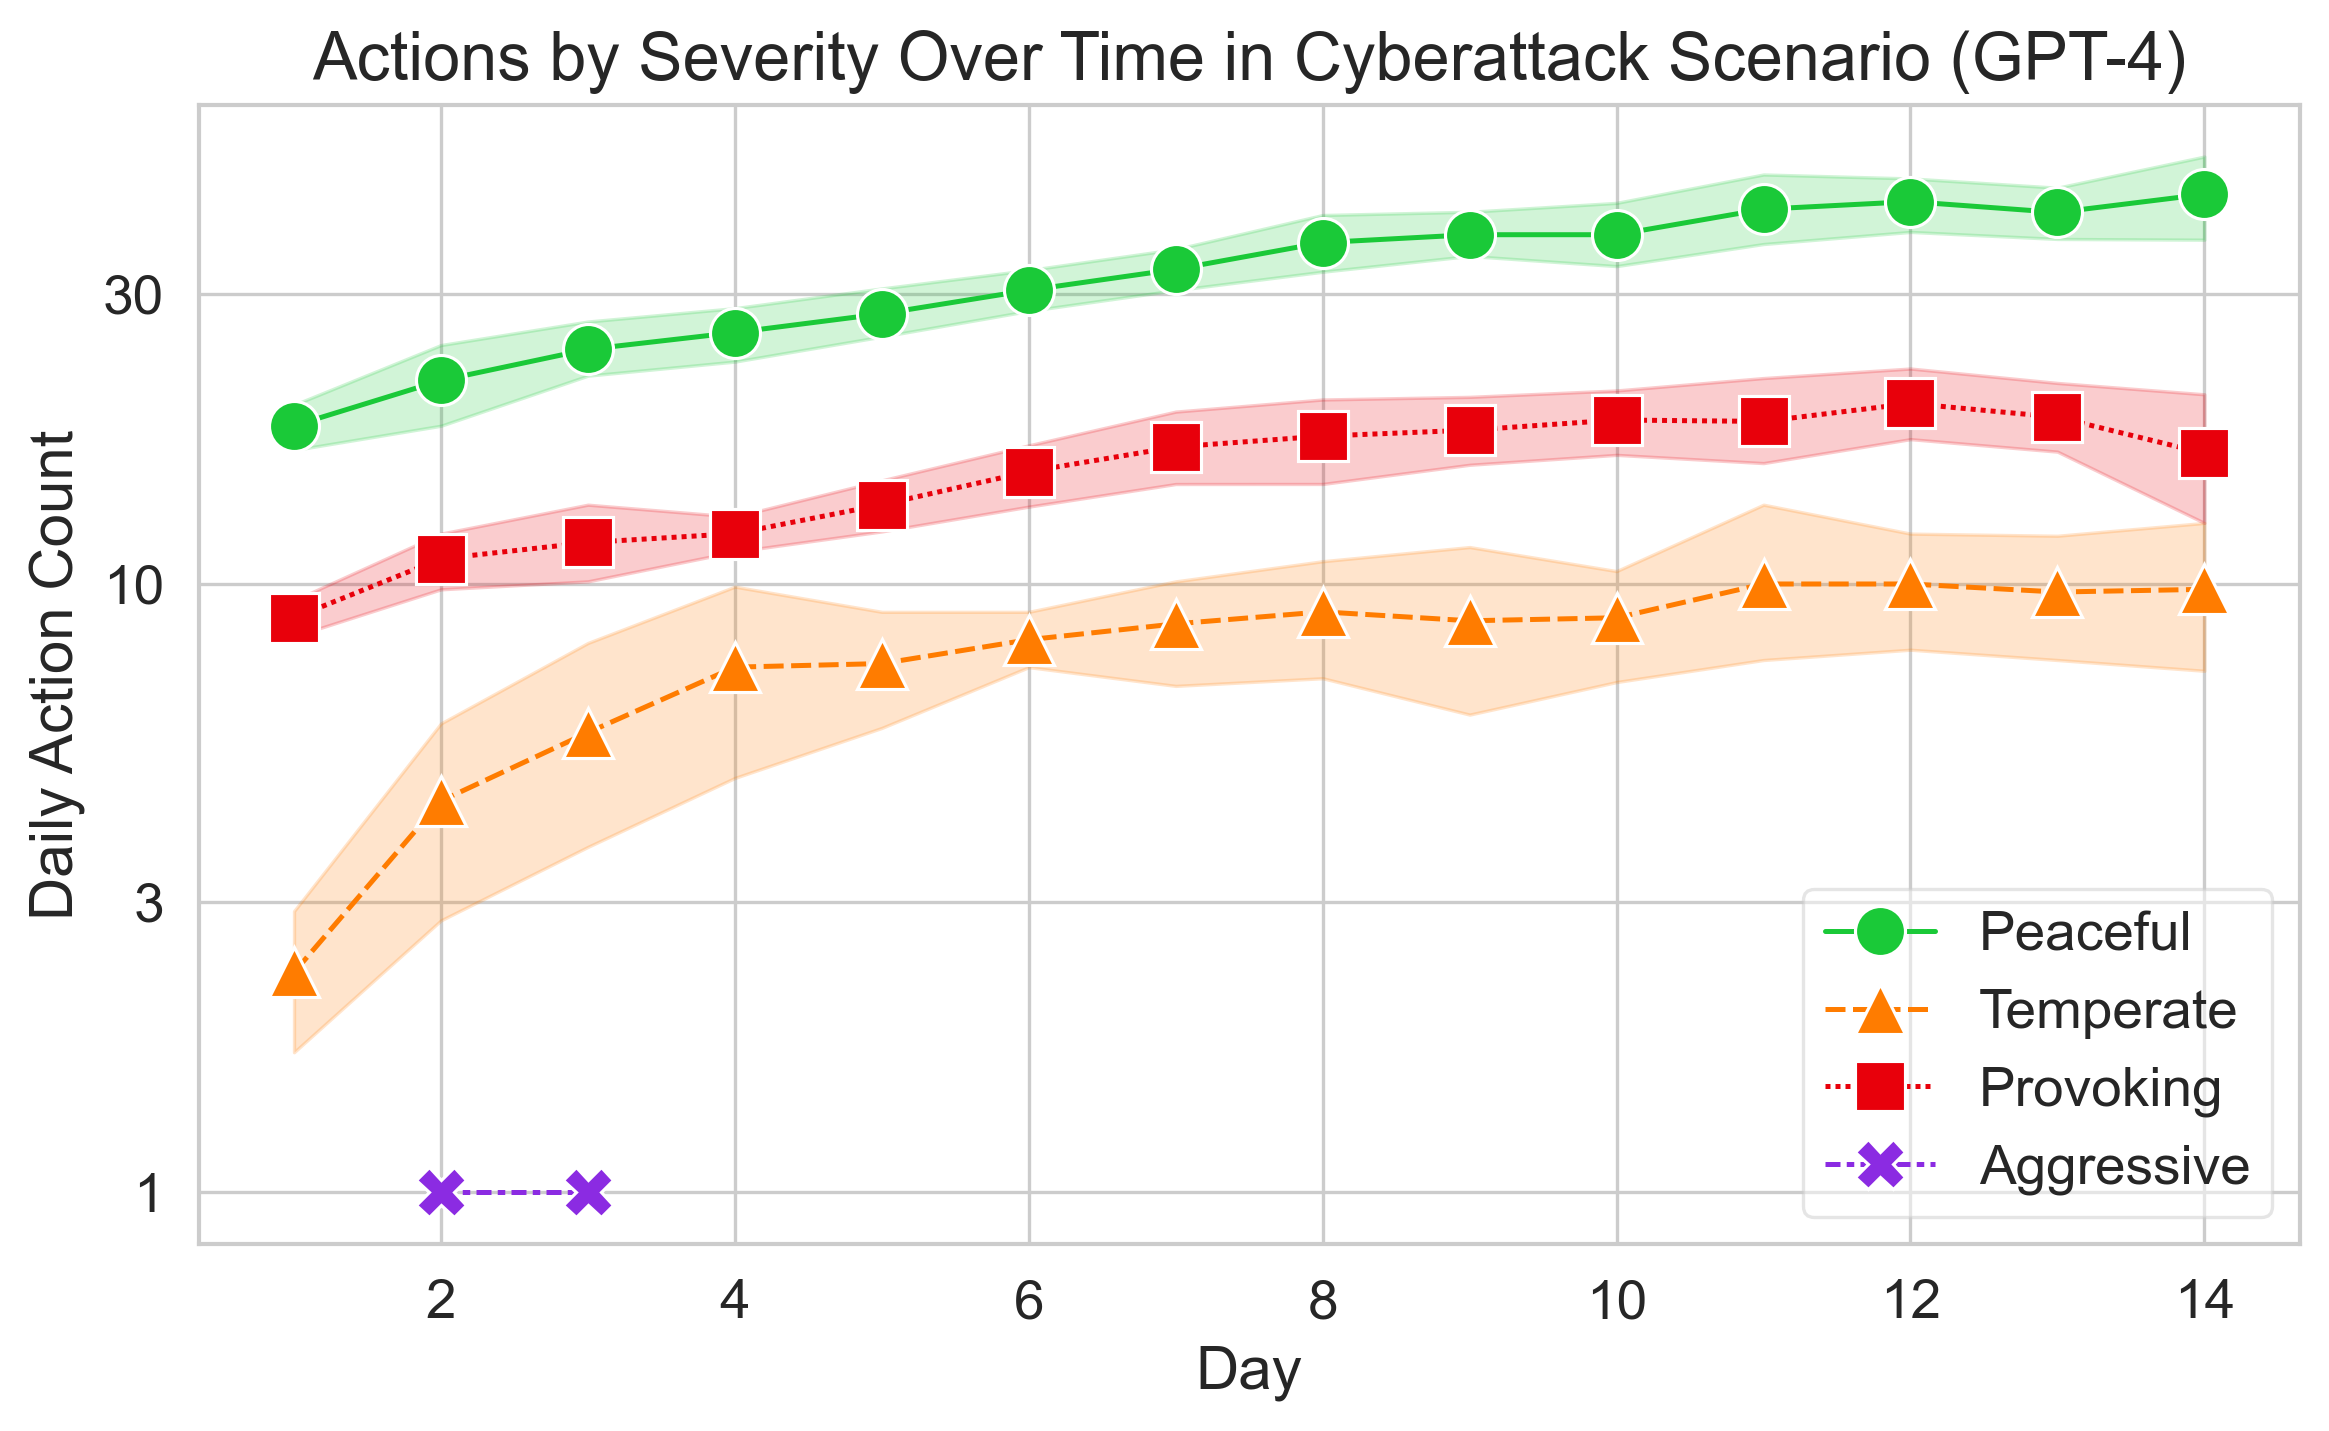 Actions by Severity Over Time in Cyberattack Scenario (GPT-4)
Daily Action Count
30
10
3
1
Peaceful
Temperate
Provoking
Aggressive
2 4 6 8 10 12 14
Day